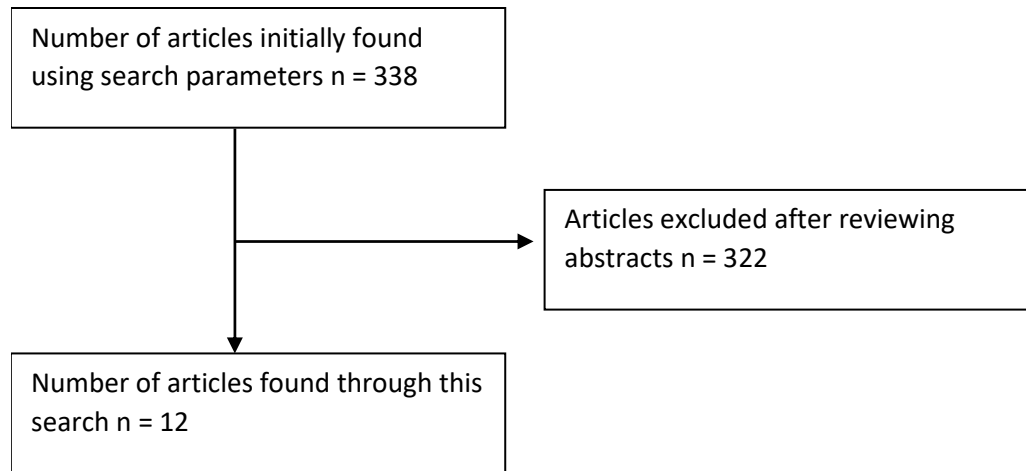 Number of articles initially found
using search parameters n = 338
Articles excluded after reviewing
abstracts n = 322
Number of articles found through this
search n = 12